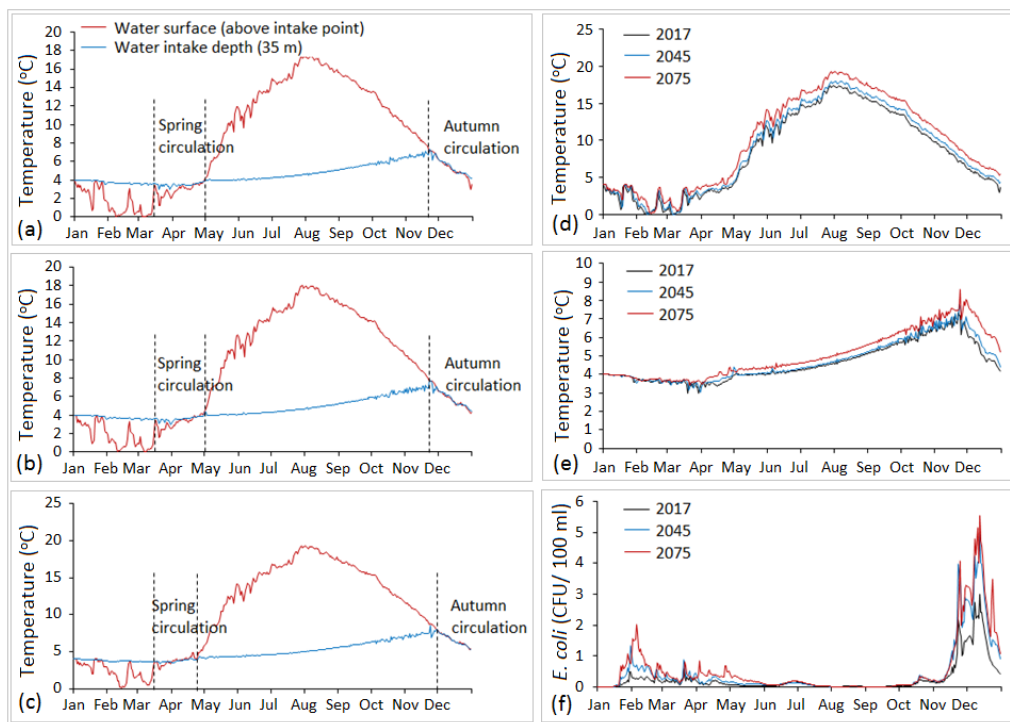 20
18
16
14
12
10
8
6
4
2
0
Temperature (°C)
Water surface (above intake point)
Water intake depth (35 m)
Spring
circulation
Autumn
circulation
(a)
Jan Feb Mar Apr May Jun Jul Aug Sep Oct Nov Dec
25
20
15
10
5
0
Temperature (°C)
2017
2045
2075
(d)
Jan Feb Mar Apr May Jun Jul Aug Sep Oct Nov Dec
20
18
16
14
12
10
8
6
4
2
0
Temperature (°C)
Spring
circulation
Autumn
circulation
(b)
Jan Feb Mar Apr May Jun Jul Aug Sep Oct Nov Dec
10
9
8
7
6
5
4
3
2
1
0
Temperature (°C)
2017
2045
2075
(e)
Jan Feb Mar Apr May Jun Jul Aug Sep Oct Nov Dec
25
20
15
10
5
0
Temperature (°C)
Spring
circulation
Autumn
circulation
(c)
Jan Feb Mar Apr May Jun Jul Aug Sep Oct Nov Dec
6
5
4
3
2
1
0
E. coli (CFU/ 100 ml)
2017
2045
2075
(f)
Jan Feb Mar Apr May Jun Jul Aug Sep Oct Nov Dec